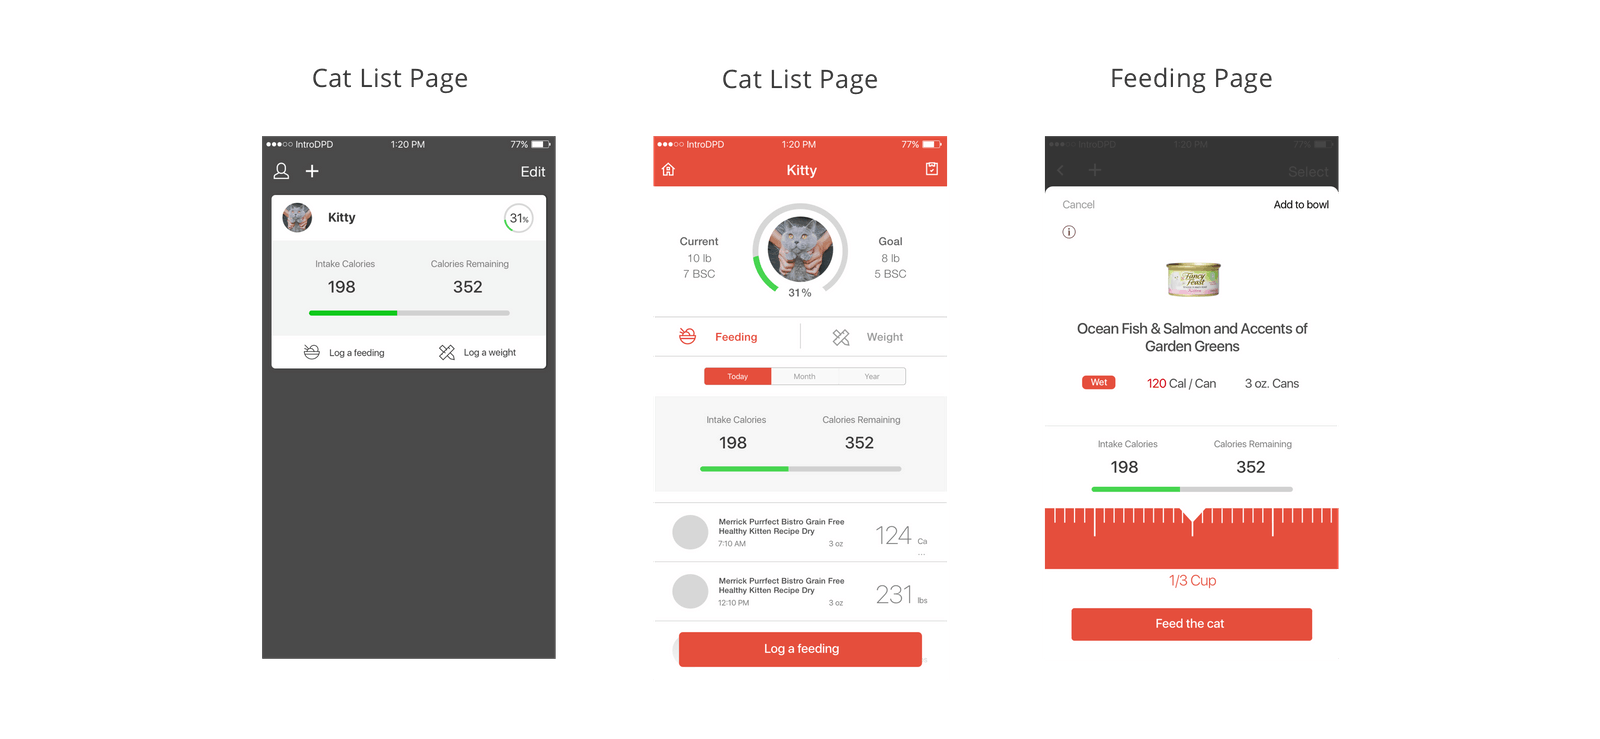 Cat List Page
IntroDPD 1:20 PM 77%
Edit
Kitty 31%
Intake Calories Calories Remaining
198 352
Log a feeding Log a weight
Cat List Page
IntroDPD 1:20 PM 77%
Kitty
Current Goal
10 lb 8 lb
7 BSC 5 BSC
31%
Feeding Weight
Today Month Year
Intake Calories Calories Remaining
198 352
Merrick Purrfect Bistro Grain Free
Healthy Kitten Recipe Dry
7:10 AM 3 oz
124 Ca
...
Merrick Purrfect Bistro Grain Free
Healthy Kitten Recipe Dry
12:10 PM 3 oz
231 lbs
Log a feeding
Feeding Page
IntroDPD 1:20 PM 77%
Select
Cancel Add to bowl
Fancy
Feast
Ocean Fish & Salmon and Accents of
Garden Greens
Wet 120 Cal / Can 3 oz. Cans
Intake Calories Calories Remaining
198 352
1/3 Cup
Feed the cat